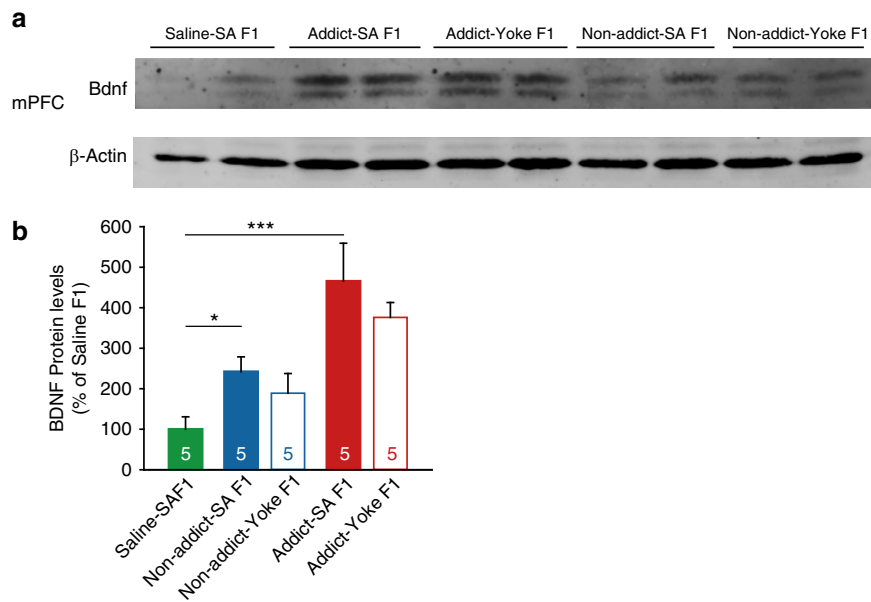 a
Saline-SA F1 Addict-SA F1 Addict-Yoke F1 Non-addict-SA F1 Non-addict-Yoke F1
mPFC
Bdnf
β-Actin
b
BDNF Protein levels
(% of Saline F1)
600
500
400
300
200
100
0
***
*
5 5 5 5 5
Saline-SAF1
Non-addict-SA F1
Non-addict-Yoke F1
Addict-SA F1
Addict-Yoke F1